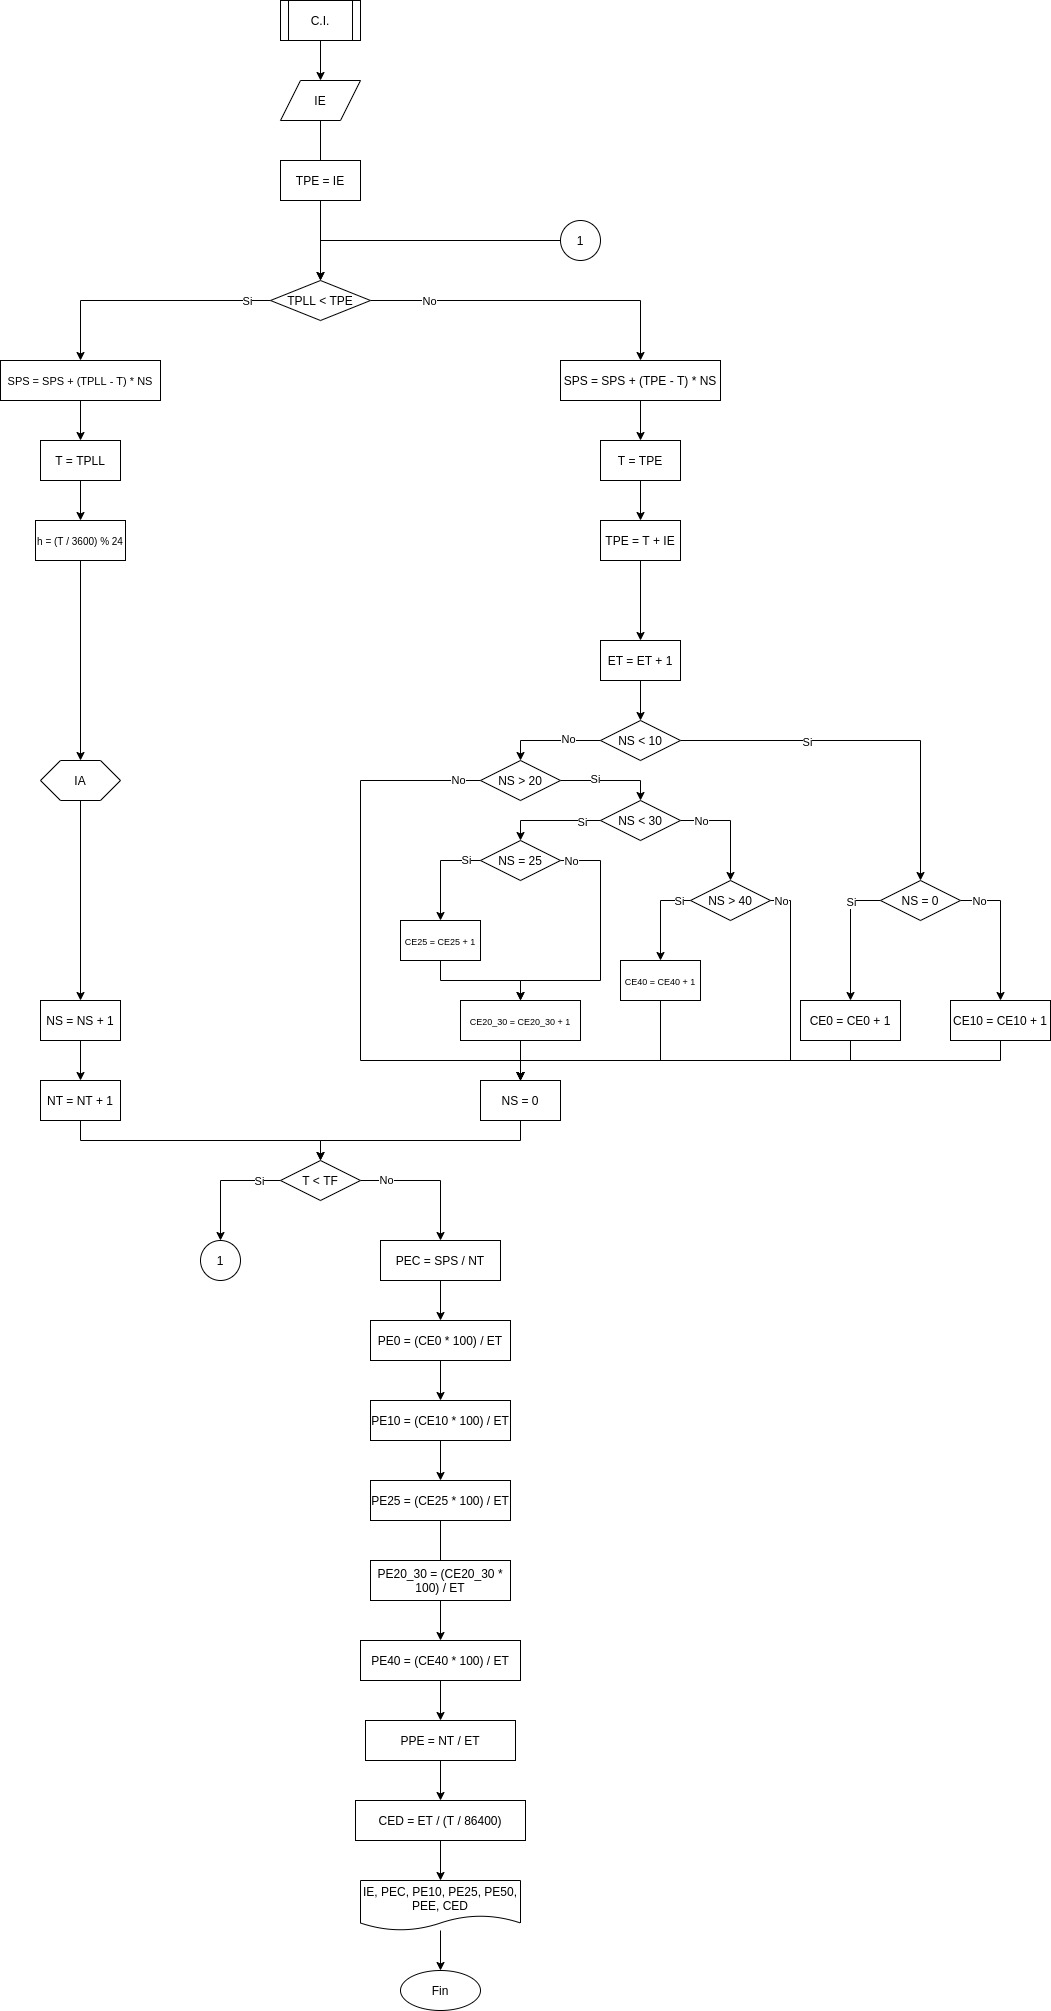 C.I.
IE
TPE = IE
1
TPLL < TPE
Si
No
SPS = SPS + (TPLL - T) * NS
SPS = SPS + (TPE - T) * NS
T = TPLL
T = TPE
h = (T / 3600) % 24
TPE = T + IE
ET = ET + 1
NS < 10
No
Si
IA
NS > 20
No
Si
NS < 30
Si
No
NS = 25
Si
No
NS > 40
Si
No
NS = 0
Si
No
CE25 = CE25 + 1
CE40 = CE40 + 1
NS = NS + 1
CE20_30 = CE20_30 + 1
CE0 = CE0 + 1
CE10 = CE10 + 1
NT = NT + 1
NS = 0
T < TF
Si
No
1
PEC = SPS / NT
PE0 = (CE0 * 100) / ET
PE10 = (CE10 * 100) / ET
PE25 = (CE25 * 100) / ET
PE20_30 = (CE20_30 *
100) / ET
PE40 = (CE40 * 100) / ET
PPE = NT / ET
CED = ET / (T / 86400)
IE, PEC, PE10, PE25, PE50,
PEE, CED
Fin